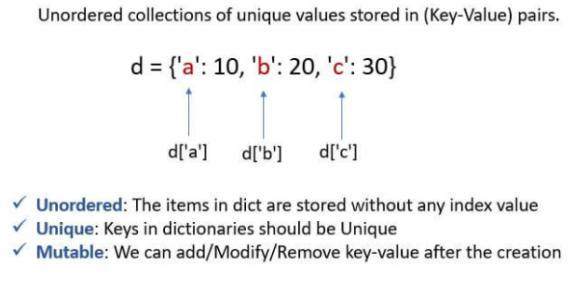 Unordered collections of unique values stored in (Key-Value) pairs.
d = {'a': 10, 'b': 20, 'c': 30}
d['a'] d['b'] d['c']
✓ Unordered: The items in dict are stored without any index value
✓ Unique: Keys in dictionaries should be Unique
✓ Mutable: We can add/Modify/Remove key-value after the creation